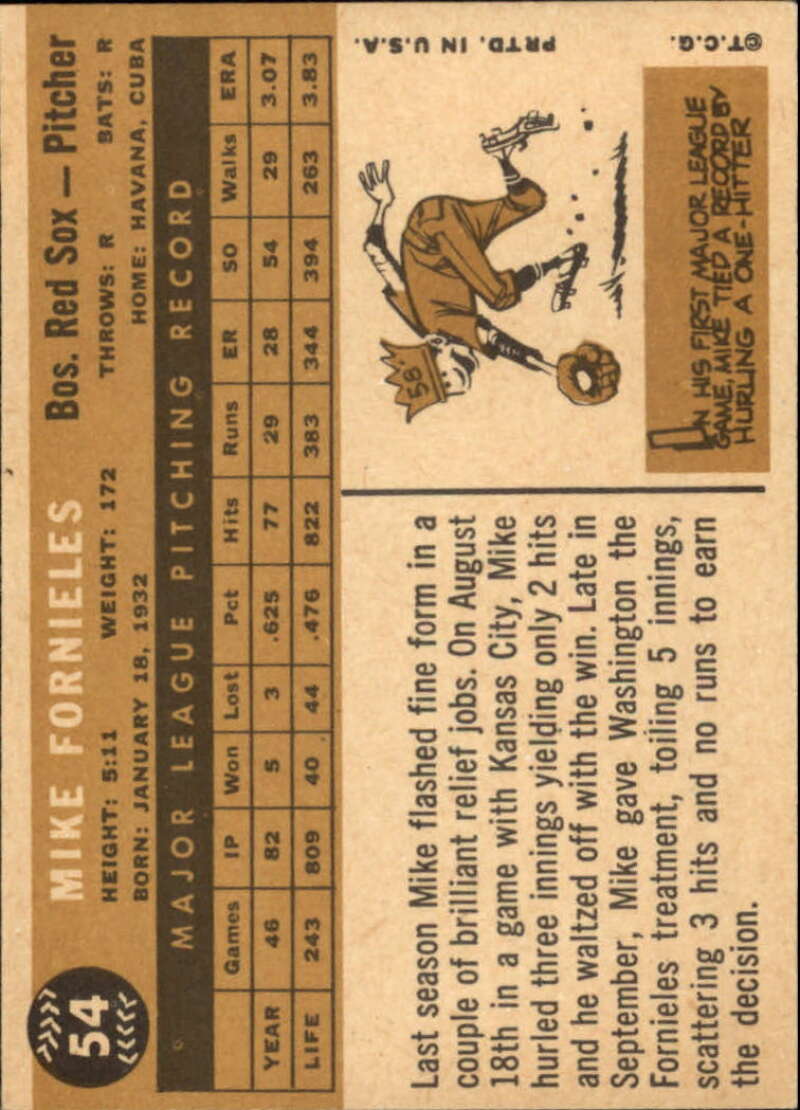 54
MIKE FORNIELES
Bos. Red Sox — Pitcher
HEIGHT: 5:11 WEIGHT: 172 THROWS: R BATS: R
BORN: JANUARY 18, 1932 HOME: HAVANA, CUBA
MAJOR LEAGUE PITCHING RECORD
Games IP Won Lost Pct Hits Runs ER SO Walks ERA
YEAR 46 82 5 3 .625 77 29 28 54 29 3.07
LIFE 243 809 40 44 .476 822 383 344 394 263 3.83
Last season Mike flashed fine form in a
couple of brilliant relief jobs. On August
18th in a game with Kansas City, Mike
hurled three innings yielding only 2 hits
and he waltzed off with the win. Late in
September, Mike gave Washington the
Fornieles treatment, toiling 5 innings,
scattering 3 hits and no runs to earn
the decision.
58
IN HIS FIRST MAJOR LEAGUE
GAME, MIKE TIED A RECORD BY
HURLING A ONE-HITTER
©T.C.G. PRTD. IN U.S.A.